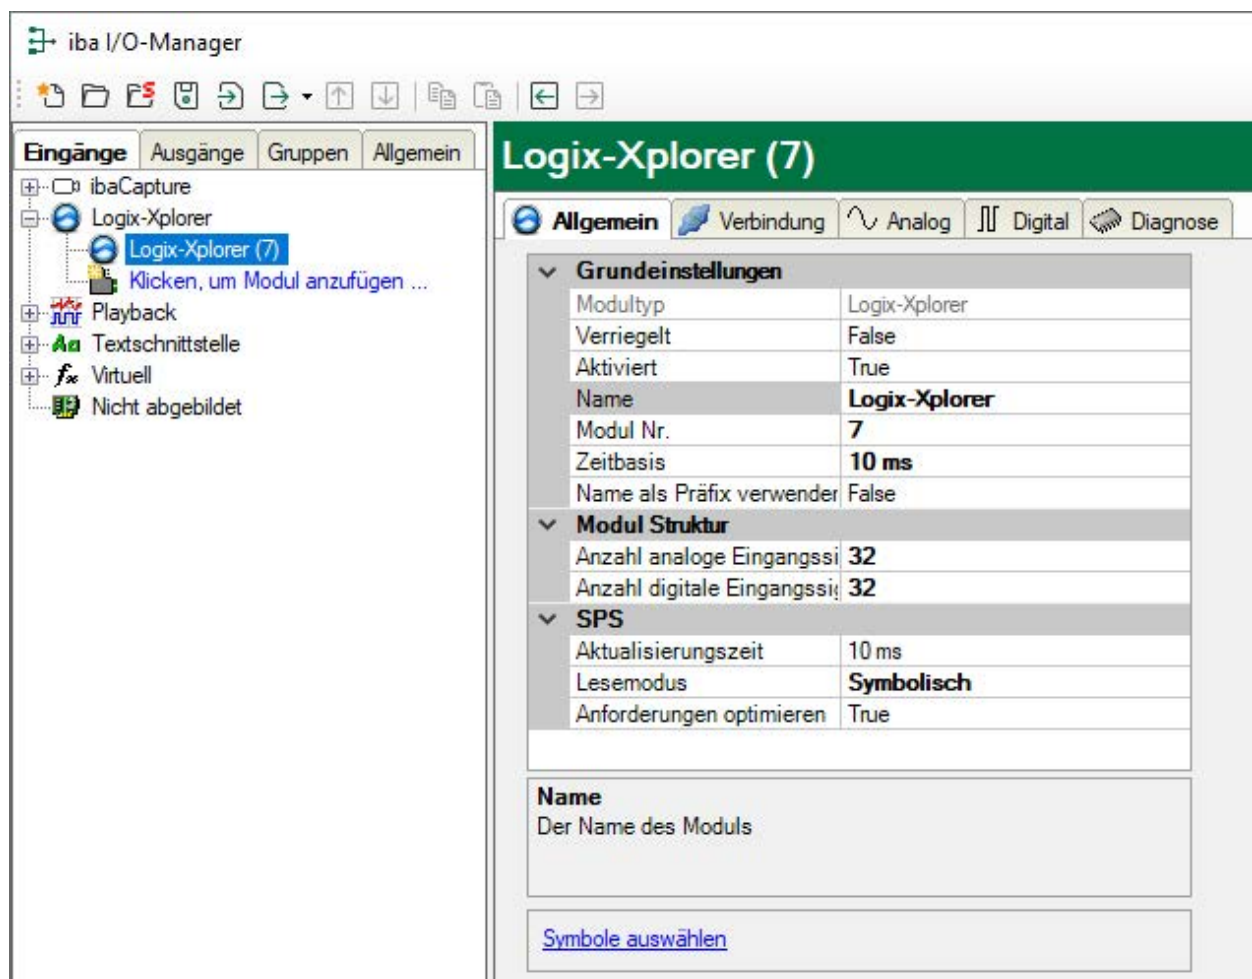 iba I/O-Manager
Eingänge Ausgänge Gruppen Allgemein
ibaCapture
Logix-Xplorer
Logix-Xplorer (7)
Klicken, um Modul anzufügen ...
Playback
Textschnittstelle
Virtuell
Nicht abgebildet
Logix-Xplorer (7)
Allgemein Verbindung Analog Digital Diagnose
Grundeinstellungen
Modultyp Logix-Xplorer
Verriegelt False
Aktiviert True
Name Logix-Xplorer
Modul Nr. 7
Zeitbasis 10 ms
Name als Präfix verwender False
Modul Struktur
Anzahl analoge Eingangssi 32
Anzahl digitale Eingangssig 32
SPS
Aktualisierungszeit 10 ms
Lesemodus Symbolisch
Anforderungen optimieren True
Name
Der Name des Moduls
Symbole auswählen